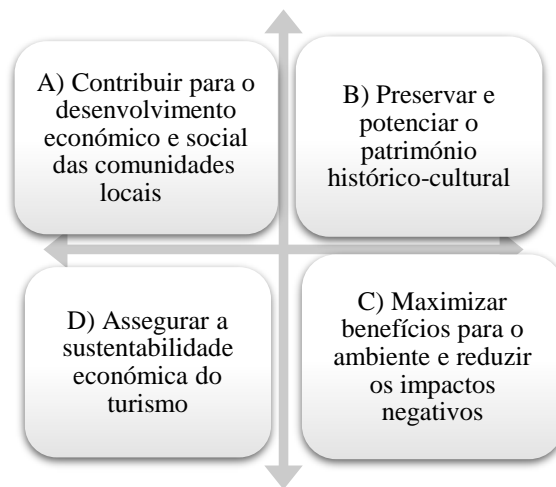 A) Contribuir para o
desenvolvimento
económico e social
das comunidades
locais
B) Preservar e
potenciar o
património
histórico-cultural
D) Assegurar a
sustentabilidade
económica do
turismo
C) Maximizar
benefícios para o
ambiente e reduzir
os impactos
negativos